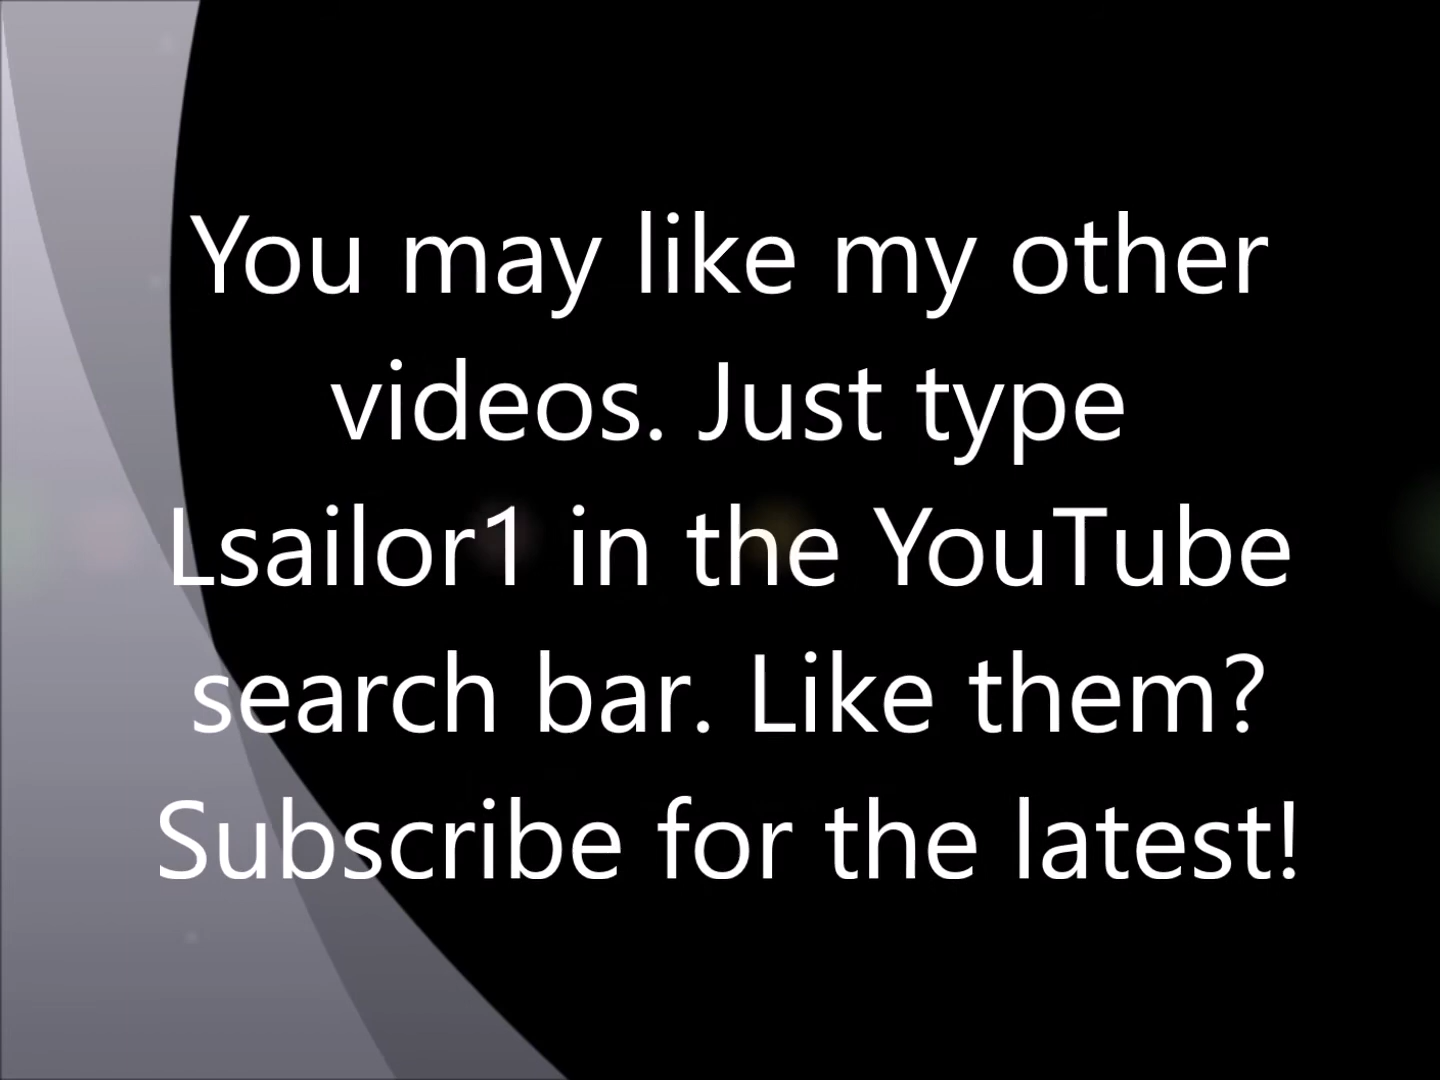 You may like my other
videos. Just type
Lsailor1 in the YouTube
search bar. Like them?
Subscribe for the latest!